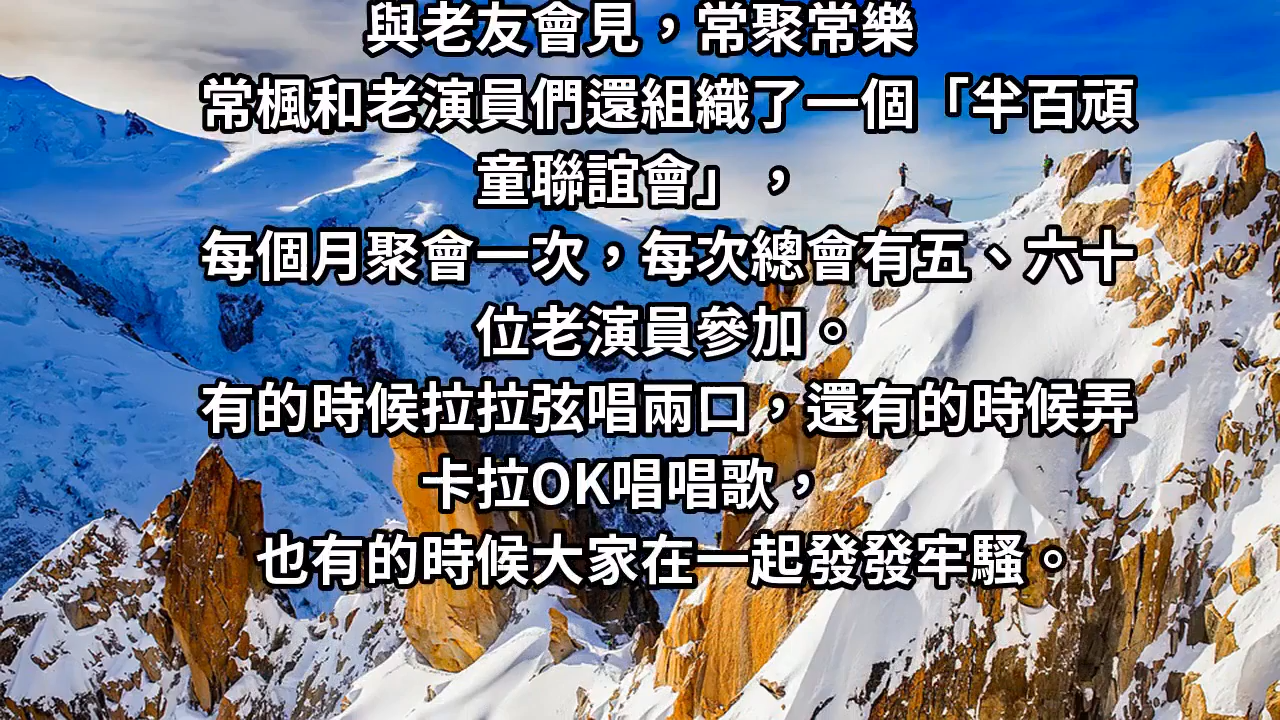 與老友會見，常聚常樂
常楓和老演員們還組織了一個「半百頑
童聯誼會」，
每個月聚會一次，每次總會有五、六十
位老演員參加。
有的時候拉拉弦唱兩口，還有的時候弄
卡拉OK唱唱歌，
也有的時候大家在一起發發牢騷。